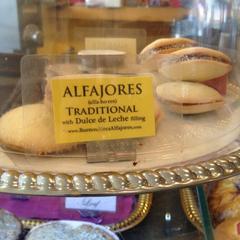 ALFAJORES
(alfa-ho-res)
TRADITIONAL
with Dulce de Leche filling
www.BuenosAiresAlfajores.com